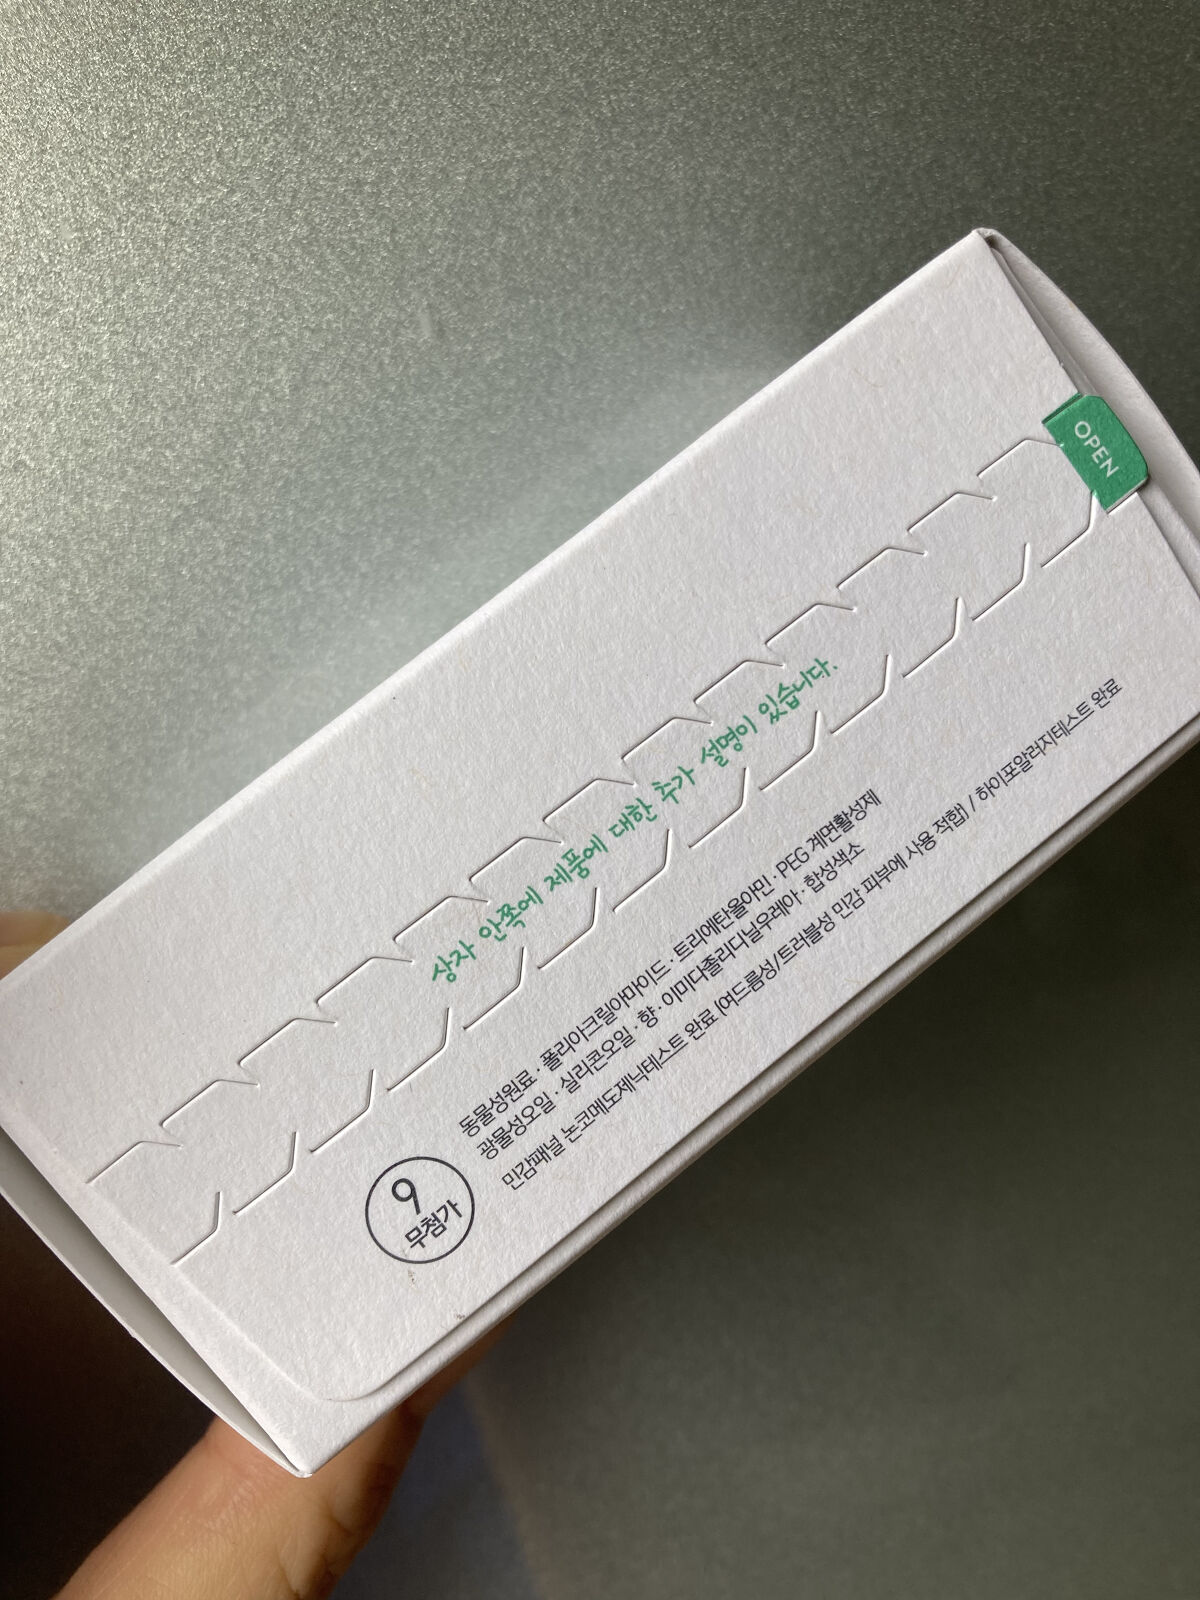 OPEN
상자 안쪽에 제품에 대한 추가 설명이 있습니다.
9
무첨가
동물성원료 · 폴리아크릴아마이드 · 트리에탄올아민 · PEG 계면활성제
광물성오일 · 실리콘오일 · 향 · 이미다졸리디닐우레아 · 합성색소
민감패널 논코메도제닉테스트 완료 (여드름성/트러블성 민감 피부에 사용 적합) / 하이포알러지테스트 완료